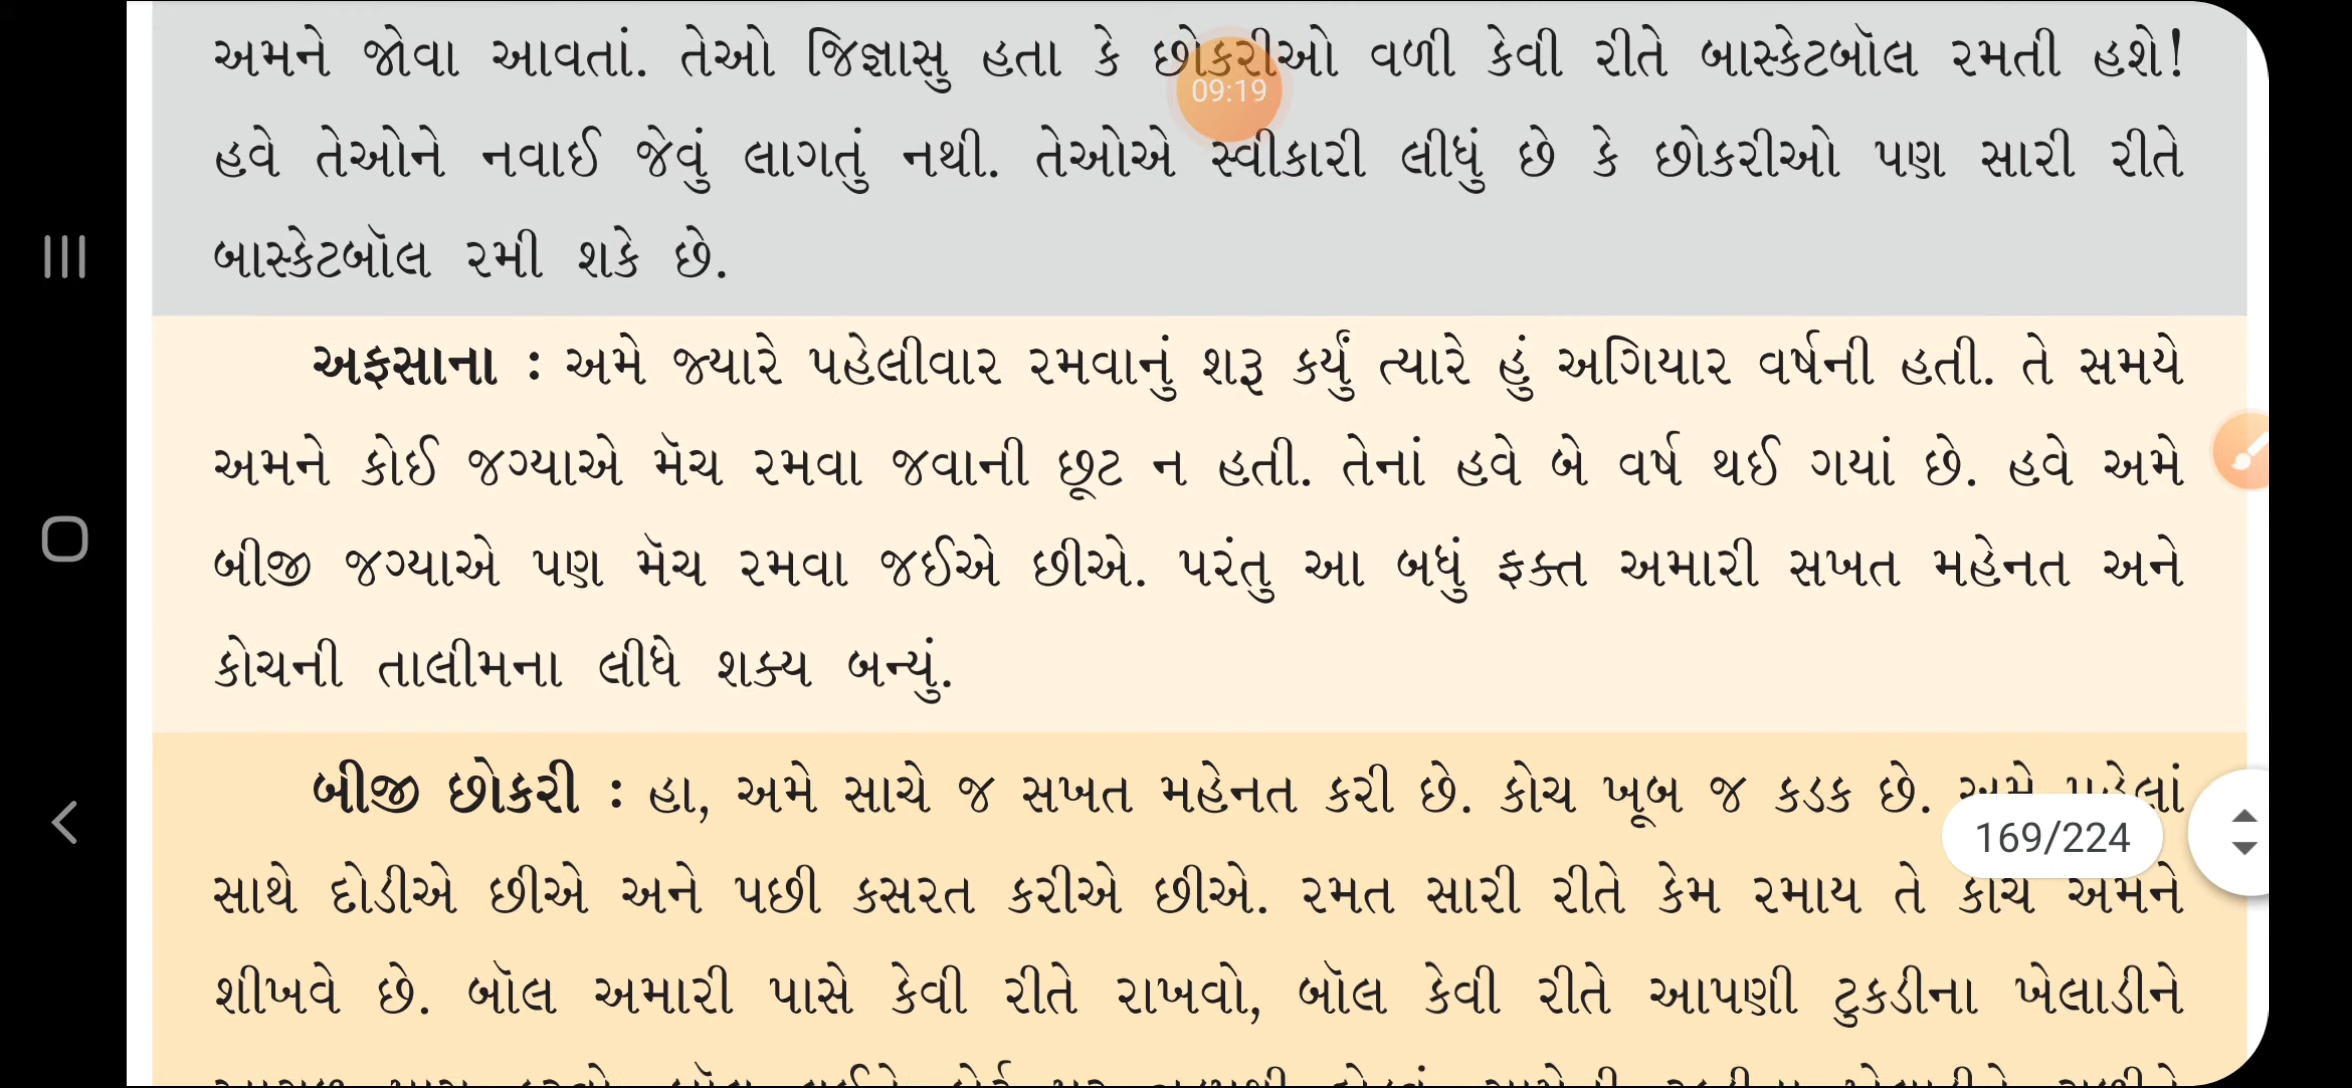 અમને જોવા આવતાં. તેઓ જિજ્ઞાસુ હતા કે છોકરીઓ વળી કેવી રીતે બાસ્કેટબૉલ રમતી હશે!
09:19
હવે તેઓને નવાઈ જેવું લાગતું નથી. તેઓએ સ્વીકારી લીધું છે કે છોકરીઓ પણ સારી રીતે
બાસ્કેટબૉલ રમી શકે છે.
અફસાના : અમે જ્યારે પહેલીવાર રમવાનું શરૂ કર્યું ત્યારે હું અગિયાર વર્ષની હતી. તે સમયે
અમને કોઈ જગ્યાએ મૅચ રમવા જવાની છૂટ ન હતી. તેનાં હવે બે વર્ષ થઈ ગયાં છે. હવે અમે
બીજી જગ્યાએ પણ મૅચ રમવા જઈએ છીએ. પરંતુ આ બધું ફક્ત અમારી સખત મહેનત અને
કોચની તાલીમના લીધે શક્ય બન્યું.
બીજી છોકરી : હા, અમે સાચે જ સખત મહેનત કરી છે. કોચ ખૂબ જ કડક છે. અમે પહેલાં
169/224
સાથે દોડીએ છીએ અને પછી કસરત કરીએ છીએ. રમત સારી રીતે કેમ રમાય તે કોચ અમને
શીખવે છે. બૉલ અમારી પાસે કેવી રીતે રાખવો, બૉલ કેવી રીતે આપણી ટુકડીના ખેલાડીને